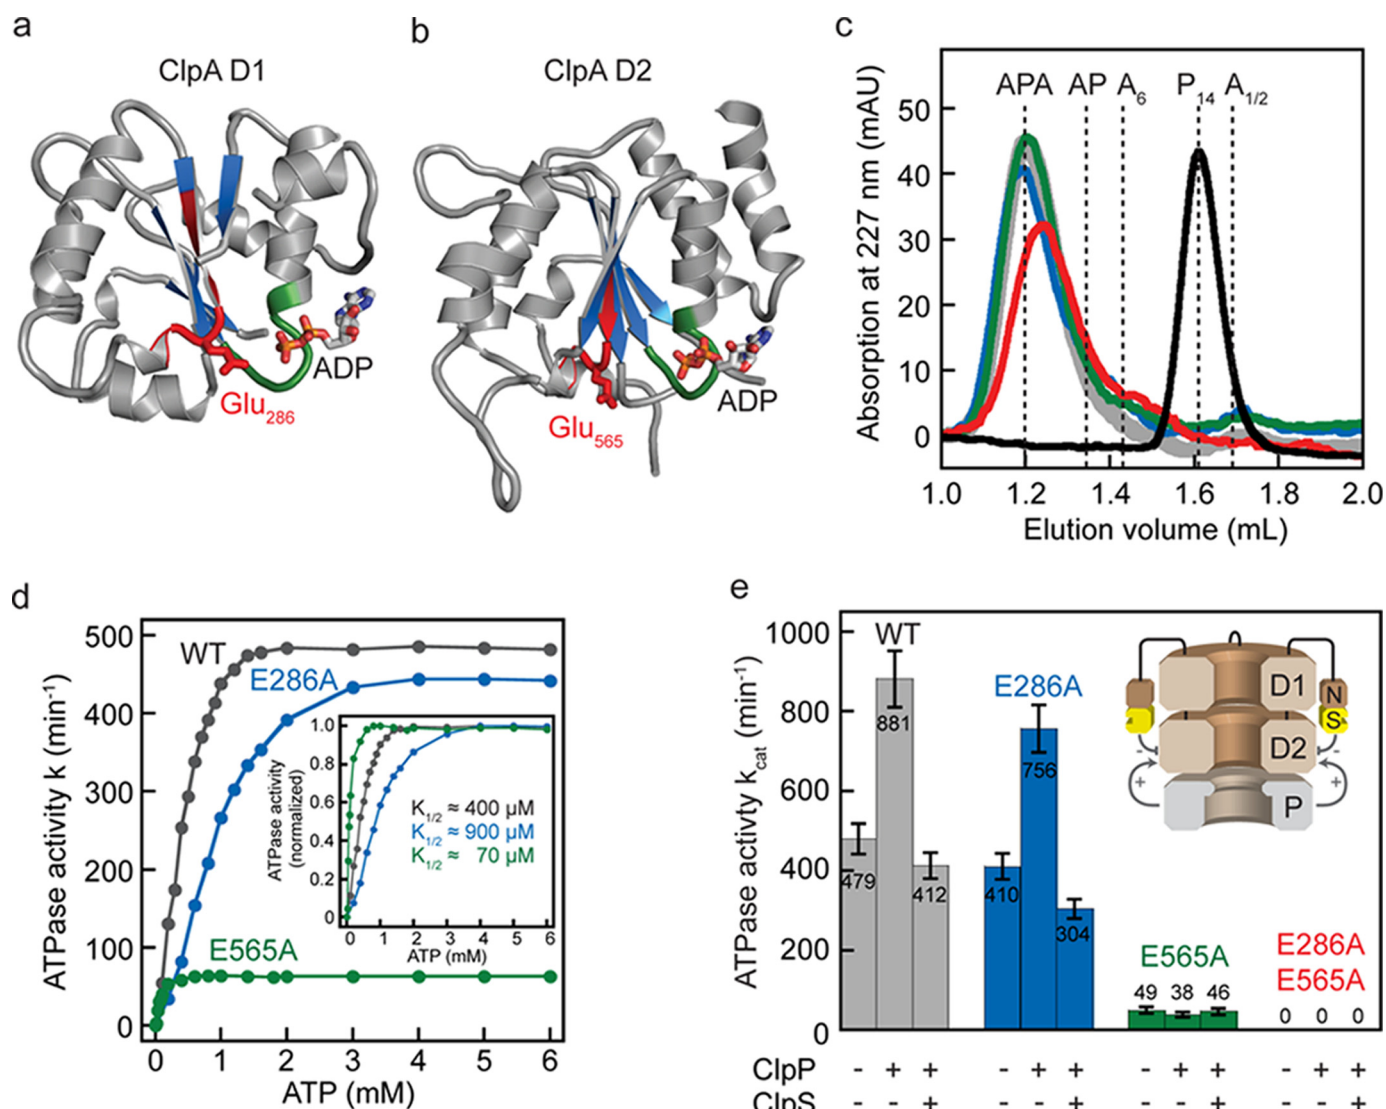 a
ClpA D1
Glu286
ADP
b
ClpA D2
Glu565
ADP
c
Absorption at 227 nm (mAU)
50
40
30
20
10
0
APA AP A6 P14 A1/2
1.0 1.2 1.4 1.6 1.8 2.0
Elution volume (mL)
d
ATPase activity k (min-1)
500
400
300
200
100
0
WT
E286A
E565A
0 1 2 3 4 5 6
ATP (mM)
ATPase activity
(normalized)
1.0
0.8
0.6
0.4
0.2
0
K1/2 ≈ 400 µM
K1/2 ≈ 900 µM
K1/2 ≈ 70 µM
0 1 2 3 4 5 6
ATP (mM)
e
ATPase activty kcat (min-1)
1000
800
600
400
200
0
WT
479
881
412
E286A
410
756
304
E565A
49 38 46
E286A
E565A
0 0 0
D1
N
S
D2
P
- -
+ +
ClpP - + + - + + - + + - + +
ClpS - - + - - + - - + - - +